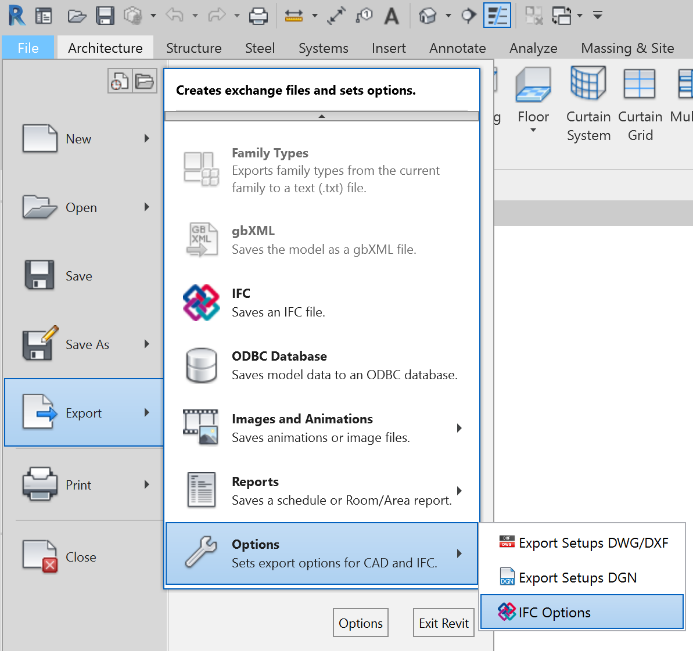 File Architecture Structure Steel Systems Insert Annotate Analyze Massing & Site
Creates exchange files and sets options.
New
Open
Save
Save As
Export
Print
Close
Family Types
Exports family types from the current
family to a text (.txt) file.
gbXML
Saves the model as a gbXML file.
IFC
Saves an IFC file.
ODBC Database
Saves model data to an ODBC database.
Images and Animations
Saves animations or image files.
Reports
Saves a schedule or Room/Area report.
Options
Sets export options for CAD and IFC.
Export Setups DWG/DXF
Export Setups DGN
IFC Options
Options Exit Revit
Floor
Curtain
System
Curtain
Grid